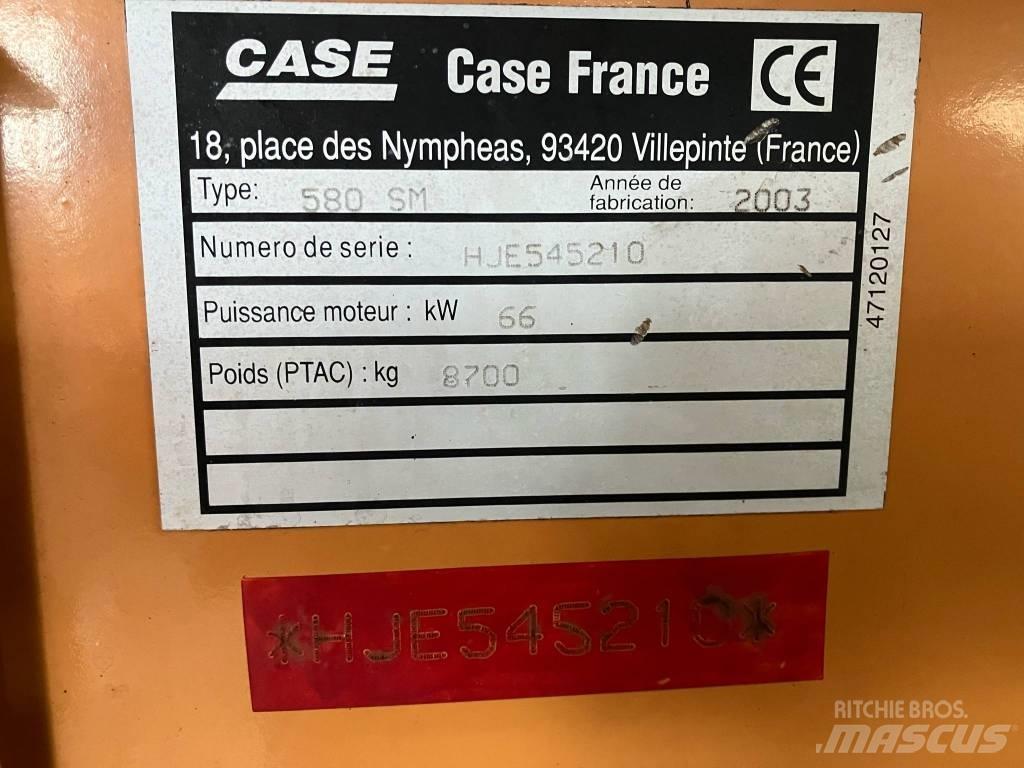 CASE Case France CE
18, place des Nympheas, 93420 Villepinte (France)
Type: 580 SM Année de fabrication: 2003
Numero de serie : HJE545210
Puissance moteur : kW 66
Poids (PTAC) : kg 8700
47120127
*HJE545210*
RITCHIE BROS.
MASCUS